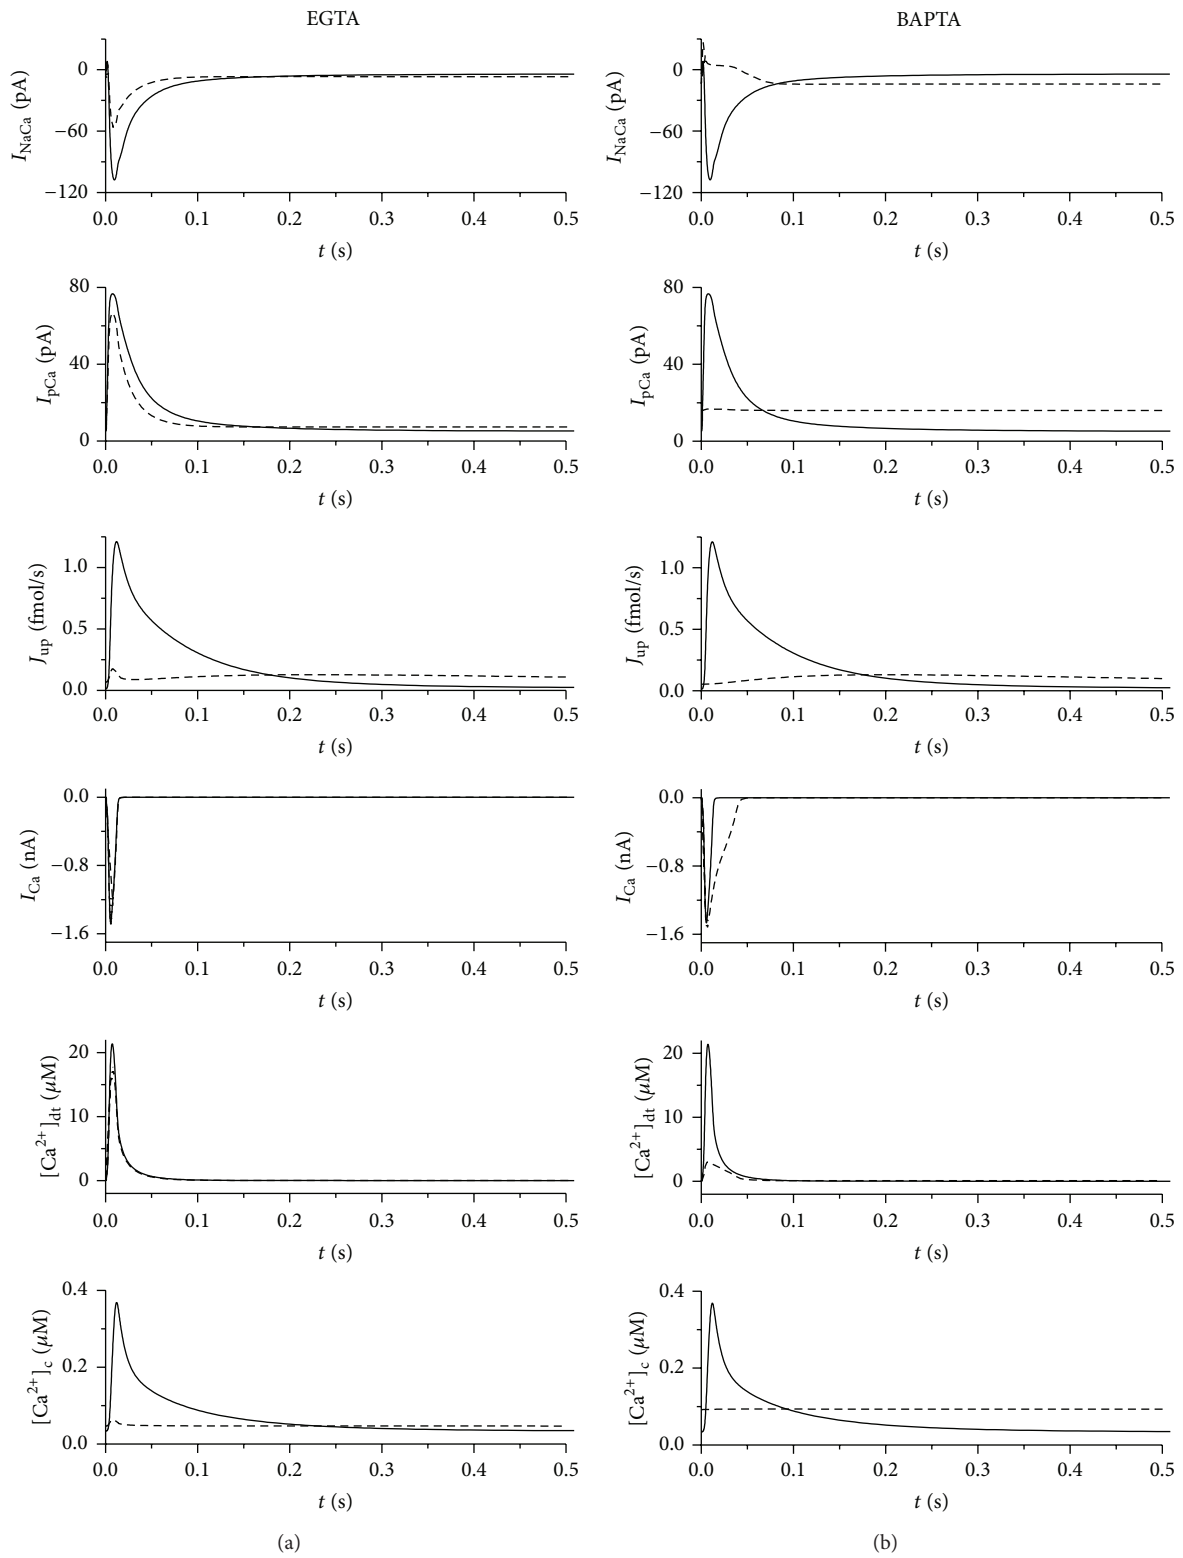 EGTA
BAPTA
I_NaCa (pA)
0
−60
−120
0.0 0.1 0.2 0.3 0.4 0.5
t (s)
I_NaCa (pA)
0
−60
−120
0.0 0.1 0.2 0.3 0.4 0.5
t (s)
I_pCa (pA)
80
40
0
0.0 0.1 0.2 0.3 0.4 0.5
t (s)
I_pCa (pA)
80
40
0
0.0 0.1 0.2 0.3 0.4 0.5
t (s)
J_up (fmol/s)
1.0
0.5
0.0
0.0 0.1 0.2 0.3 0.4 0.5
t (s)
J_up (fmol/s)
1.0
0.5
0.0
0.0 0.1 0.2 0.3 0.4 0.5
t (s)
I_Ca (nA)
0.0
−0.8
−1.6
0.0 0.1 0.2 0.3 0.4 0.5
t (s)
I_Ca (nA)
0.0
−0.8
−1.6
0.0 0.1 0.2 0.3 0.4 0.5
t (s)
[Ca²⁺]_dt (μM)
20
10
0
0.0 0.1 0.2 0.3 0.4 0.5
t (s)
[Ca²⁺]_dt (μM)
20
10
0
0.0 0.1 0.2 0.3 0.4 0.5
t (s)
[Ca²⁺]_c (μM)
0.4
0.2
0.0
0.0 0.1 0.2 0.3 0.4 0.5
t (s)
[Ca²⁺]_c (μM)
0.4
0.2
0.0
0.0 0.1 0.2 0.3 0.4 0.5
t (s)
(a)
(b)